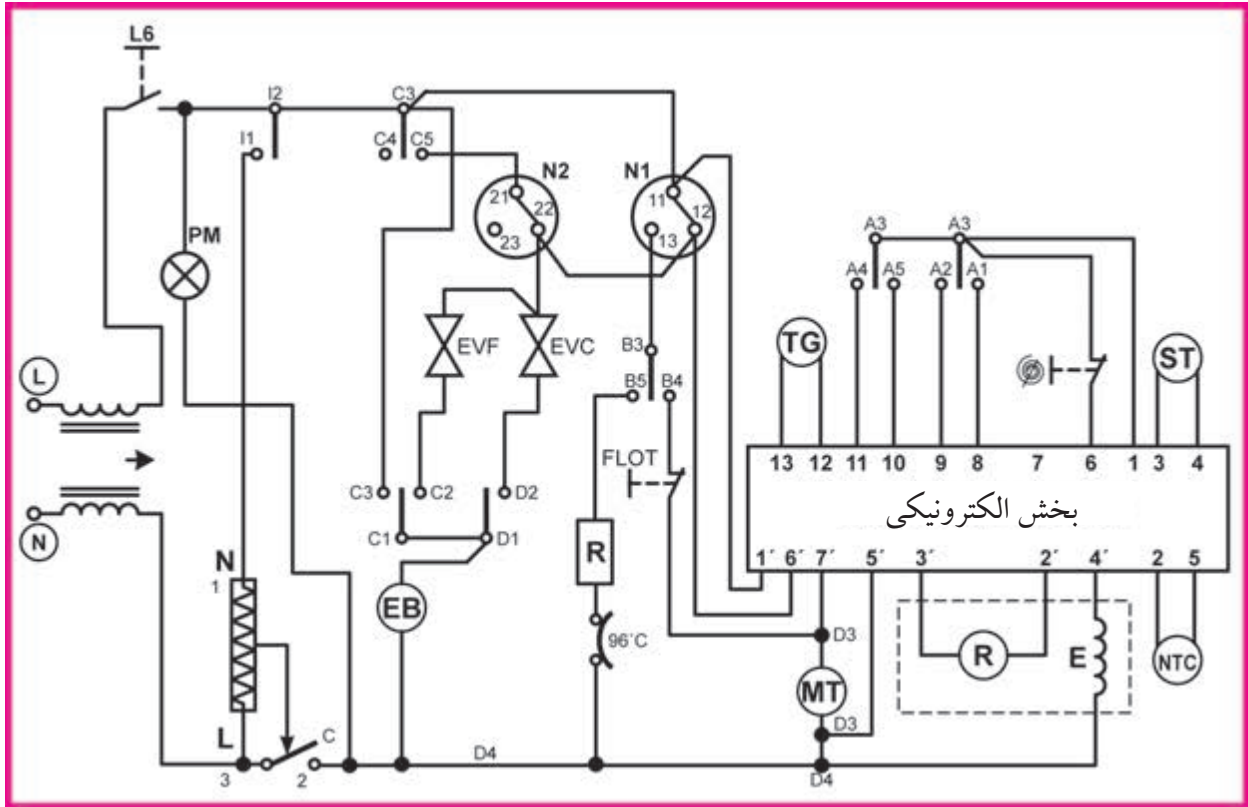 L6
I2
C3
I1
C4
C5
N2
N1
21
22
23
11
12
13
PM
A3
A3
A4
A5
A2
A1
EVF
EVC
TG
ST
L
B3
B5
B4
FLOT
13
12
11
10
9
8
7
6
1
3
4
بخش الکترونیکی
1´
6´
7´
5´
3´
2´
4´
2
5
N
C3
C2
D2
C1
D1
N
1
R
EB
96°C
D3
R
E
NTC
MT
L
C
D3
3
2
D4
D4